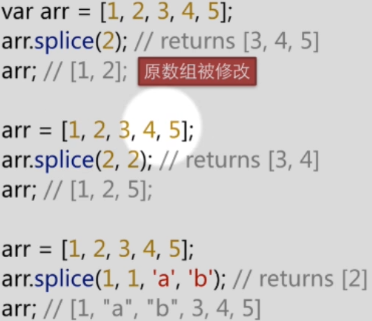 var arr = [1, 2, 3, 4, 5];
arr.splice(2); // returns [3, 4, 5]
arr; // [1, 2]; 原数组被修改
arr = [1, 2, 3, 4, 5];
arr.splice(2, 2); // returns [3, 4]
arr; // [1, 2, 5];
arr = [1, 2, 3, 4, 5];
arr.splice(1, 1, 'a', 'b'); // returns [2]
arr; // [1, "a", "b", 3, 4, 5]